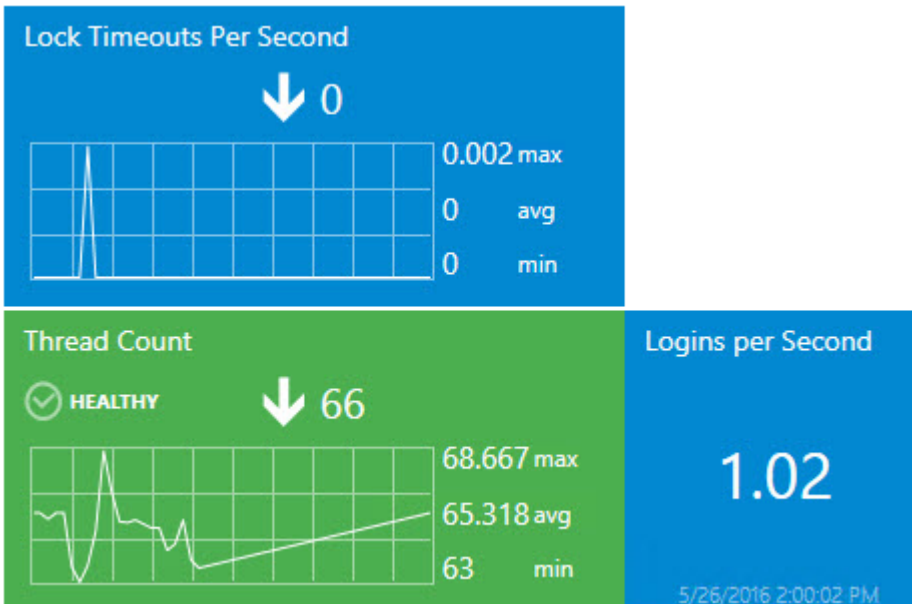 Lock Timeouts Per Second
0
0.002 max
0 avg
0 min
Thread Count
HEALTHY
66
68.667 max
65.318 avg
63 min
Logins per Second
1.02
5/26/2016 2:00:02 PM